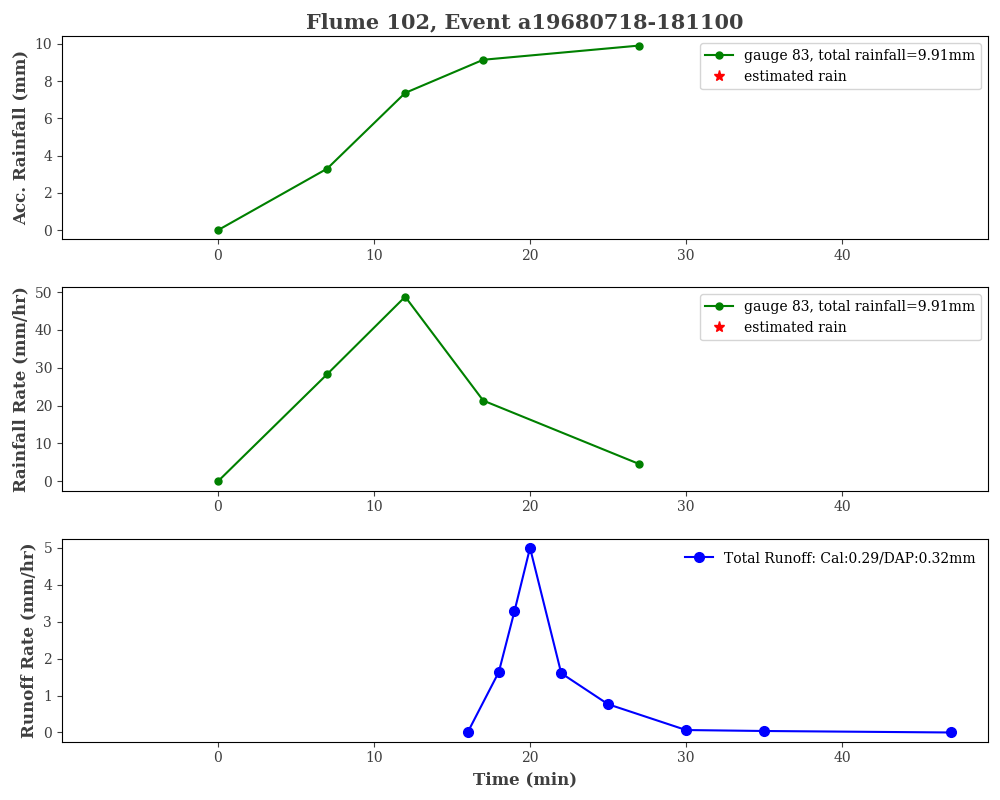 Flume 102, Event a19680718-181100
Acc. Rainfall (mm)
10
8
6
4
2
0
gauge 83, total rainfall=9.91mm
estimated rain
0 10 20 30 40
Rainfall Rate (mm/hr)
50
40
30
20
10
0
gauge 83, total rainfall=9.91mm
estimated rain
0 10 20 30 40
Runoff Rate (mm/hr)
5
4
3
2
1
0
Total Runoff: Cal:0.29/DAP:0.32mm
0 10 20 30 40
Time (min)